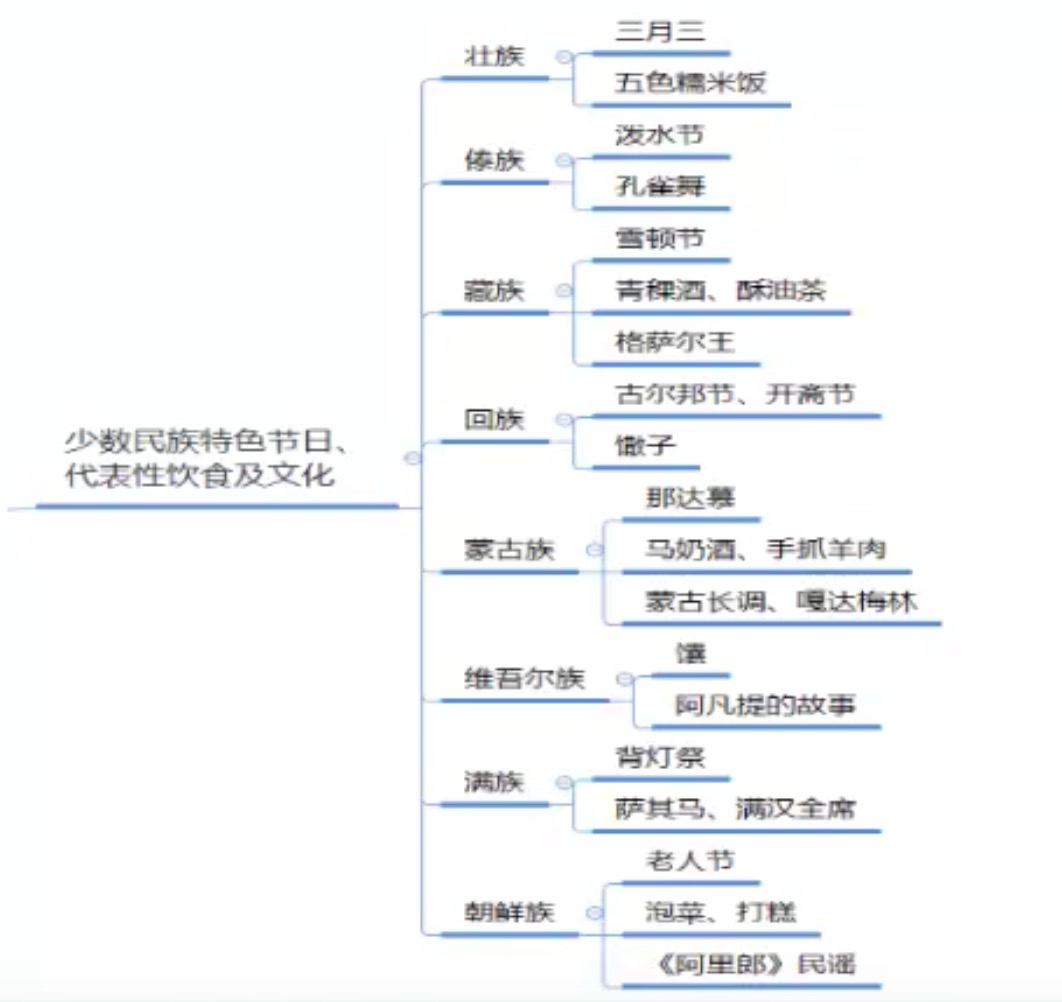 少数民族特色节日、
代表性饮食及文化
壮族
三月三
五色糯米饭
傣族
泼水节
孔雀舞
藏族
雪顿节
青稞酒、酥油茶
格萨尔王
回族
古尔邦节、开斋节
馓子
蒙古族
那达慕
马奶酒、手抓羊肉
蒙古长调、嘎达梅林
维吾尔族
馕
阿凡提的故事
满族
背灯祭
萨其马、满汉全席
朝鲜族
老人节
泡菜、打糕
《阿里郎》民谣